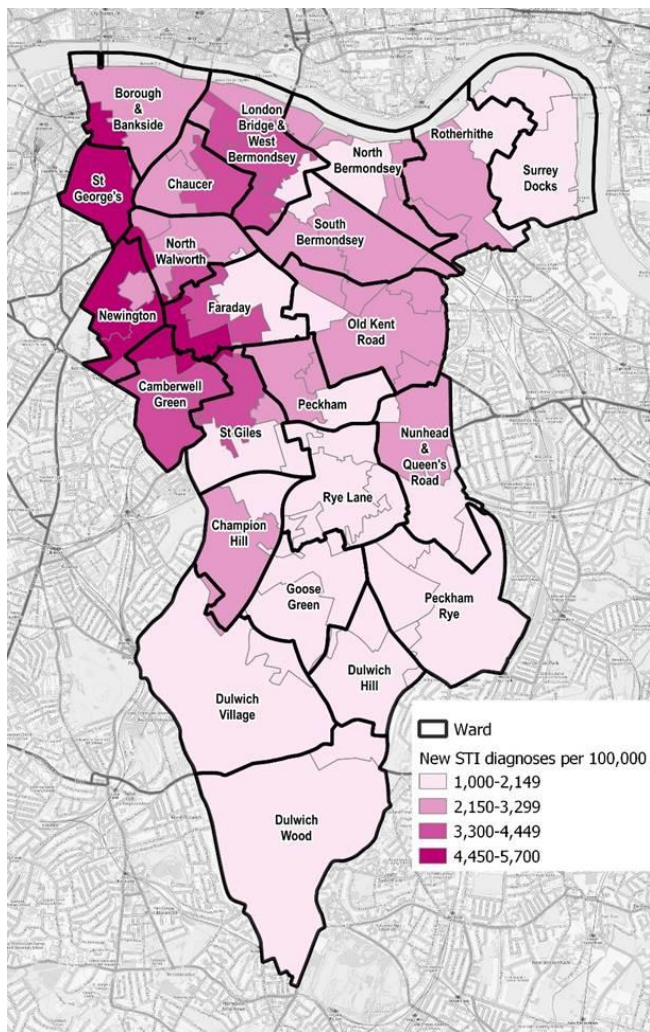 Borough
&
Bankside
London
Bridge &
West
Bermondsey
North
Bermondsey
Rotherhithe
Surrey
Docks
St
George's
Chaucer
South
Bermondsey
North
Walworth
Newington
Faraday
Old Kent
Road
Camberwell
Green
Peckham
St Giles
Nunhead
&
Queen's
Road
Rye Lane
Champion
Hill
Goose
Green
Peckham
Rye
Dulwich
Village
Dulwich
Hill
Dulwich
Wood
Ward
New STI diagnoses per 100,000
1,000-2,149
2,150-3,299
3,300-4,449
4,450-5,700